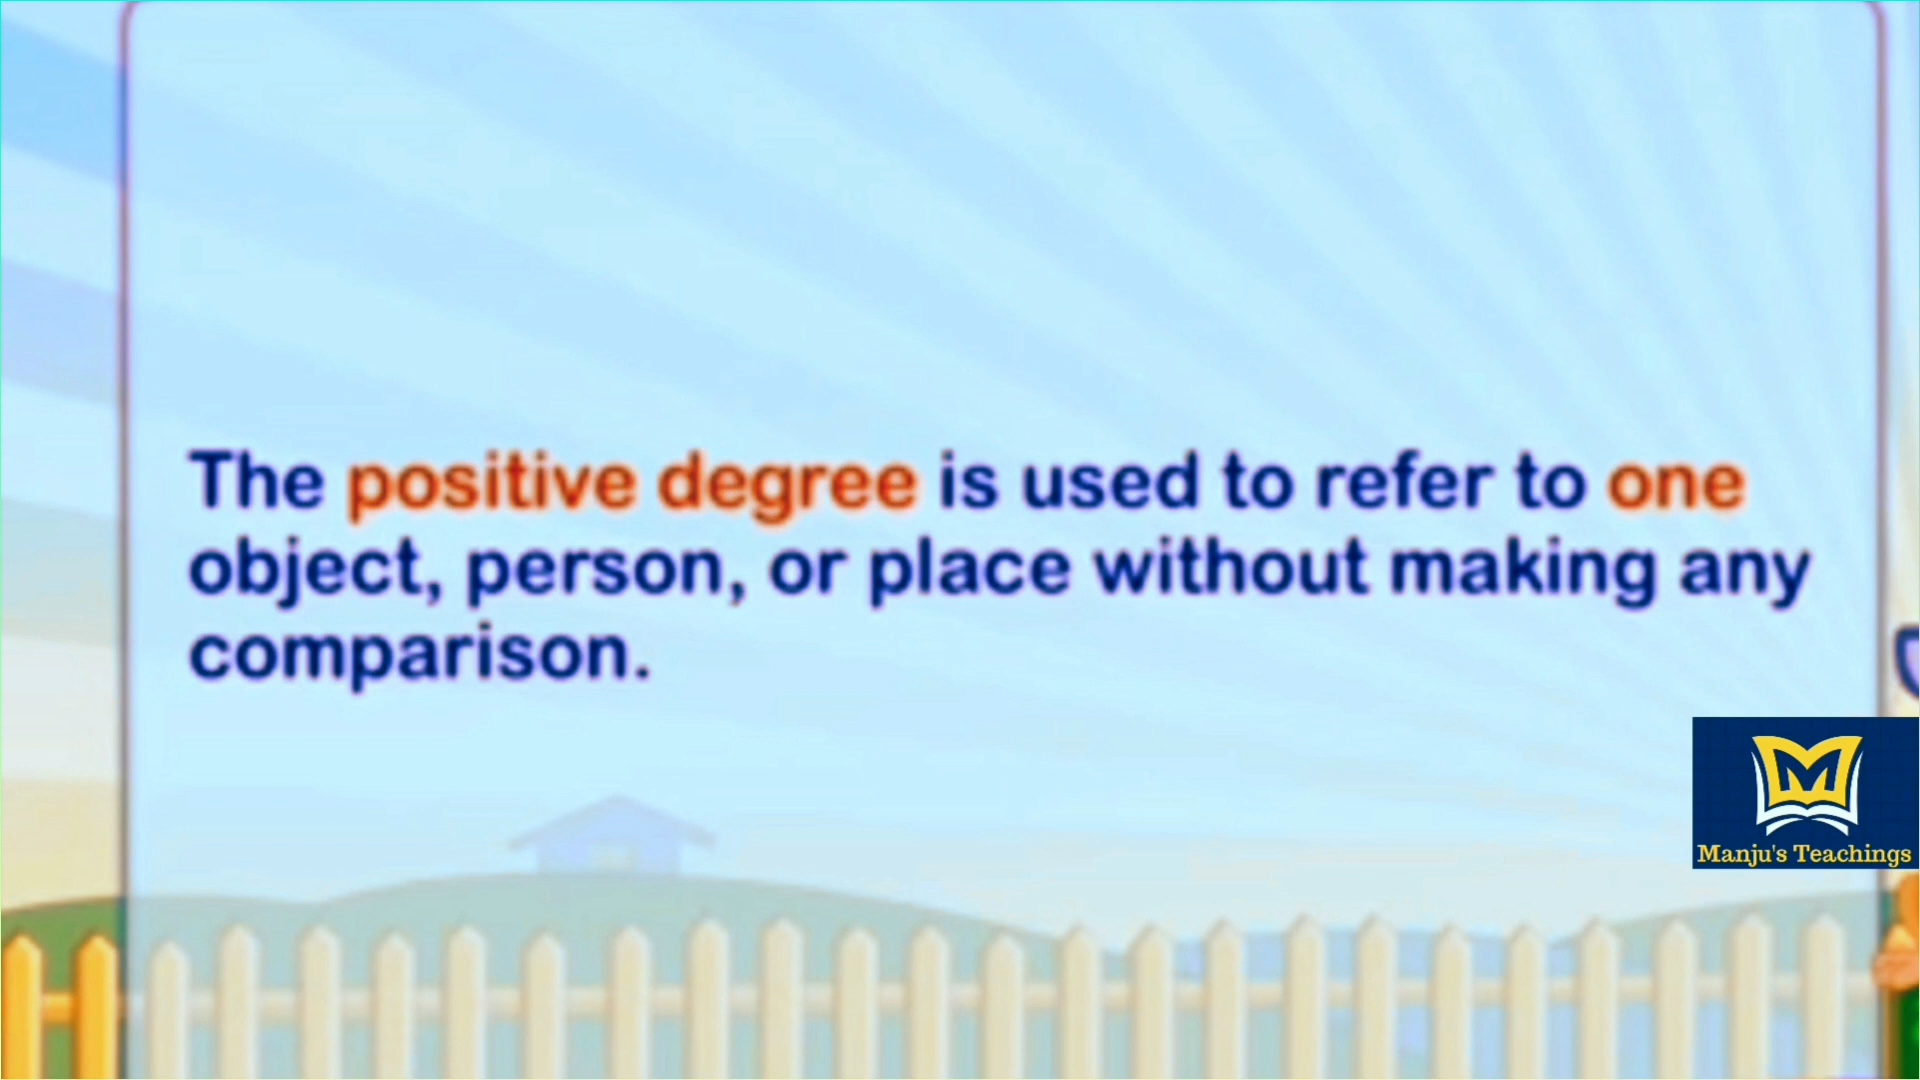 The positive degree is used to refer to one
object, person, or place without making any
comparison.
Manju's Teachings